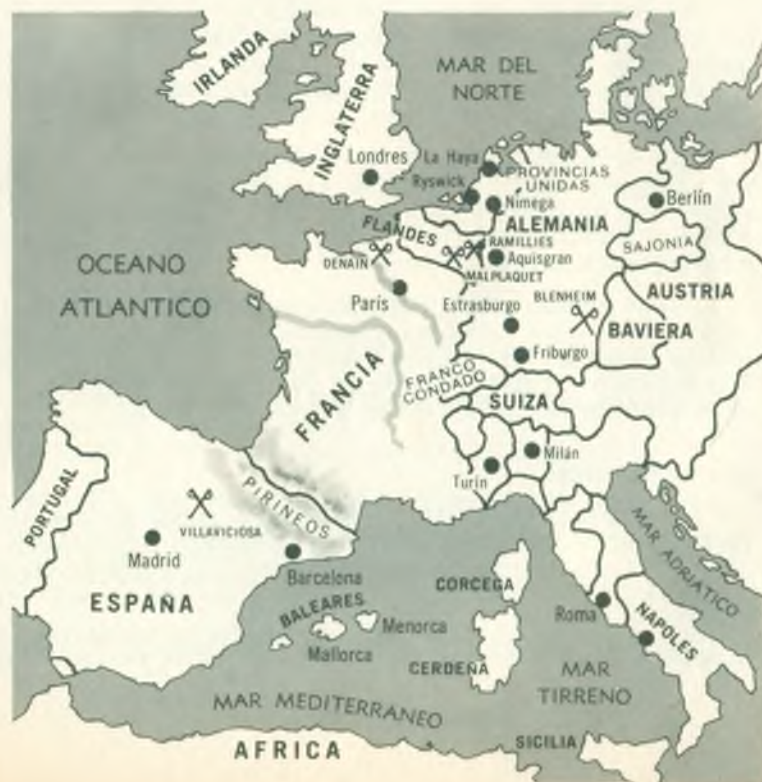 IRLANDA
INGLATERRA
MAR DEL
NORTE
Londres
La Haya
Ryswick
PROVINCIAS
UNIDAS
Nimega
Berlín
FLANDES
ALEMANIA
SAJONIA
RAMILLIES
DENAIN
Aquisgran
MALPLAQUET
OCEANO
ATLANTICO
París
Estrasburgo
BLENHEIM
AUSTRIA
BAVIERA
Friburgo
FRANCIA
FRANCO
CONDADO
SUIZA
Milán
Turín
PORTUGAL
PIRINEOS
VILLAVICIOSA
Madrid
Barcelona
ESPAÑA
BALEARES
Menorca
Mallorca
CORCEGA
CERDEÑA
Roma
MAR ADRIATICO
NAPOLES
MAR
TIRRENO
MAR MEDITERRANEO
SICILIA
AFRICA